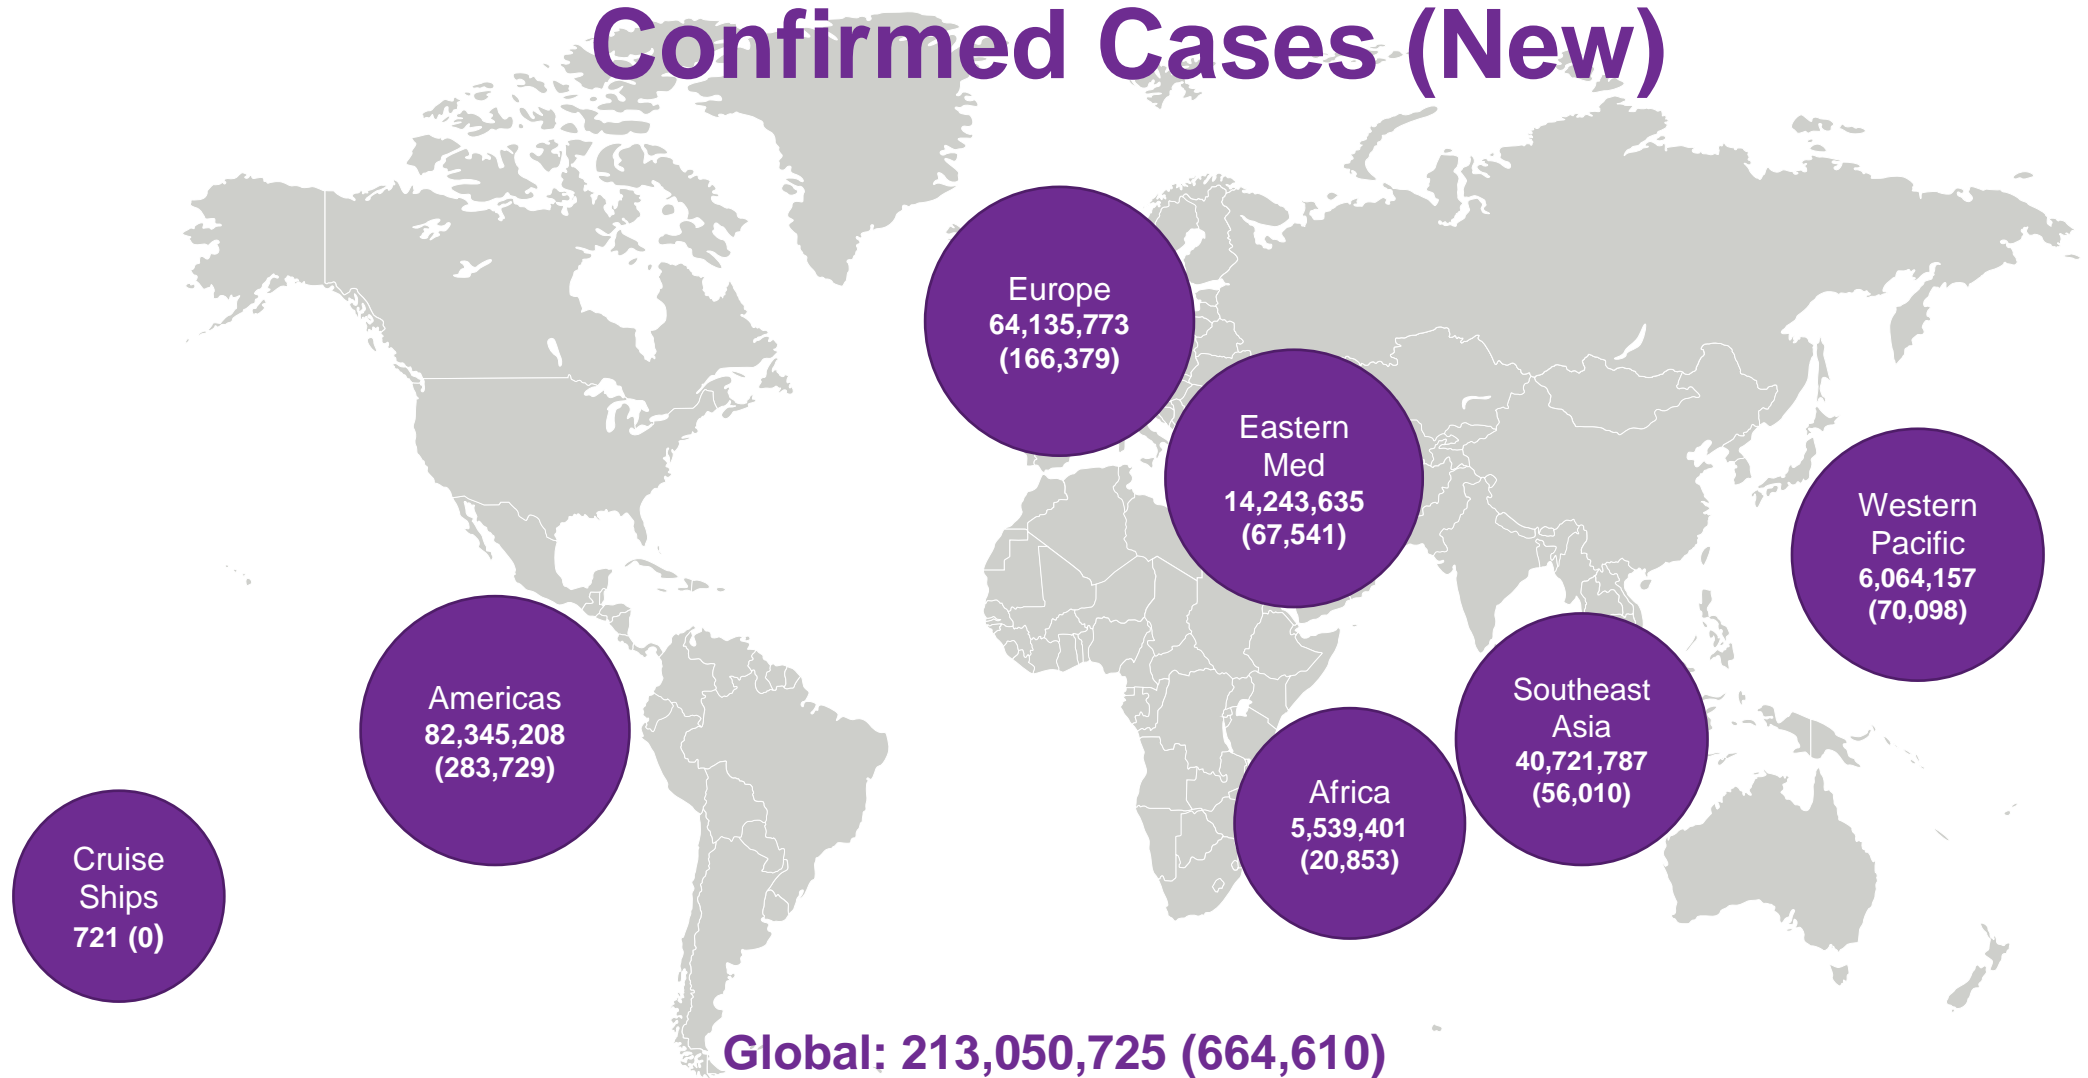 Confirmed Cases (New)
Europe
64,135,773
(166,379)
Eastern
Med
14,243,635
(67,541)
Western
Pacific
6,064,157
(70,098)
Americas
82,345,208
(283,729)
Southeast
Asia
40,721,787
(56,010)
Africa
5,539,401
(20,853)
Cruise
Ships
721 (0)
Global: 213,050,725 (664,610)